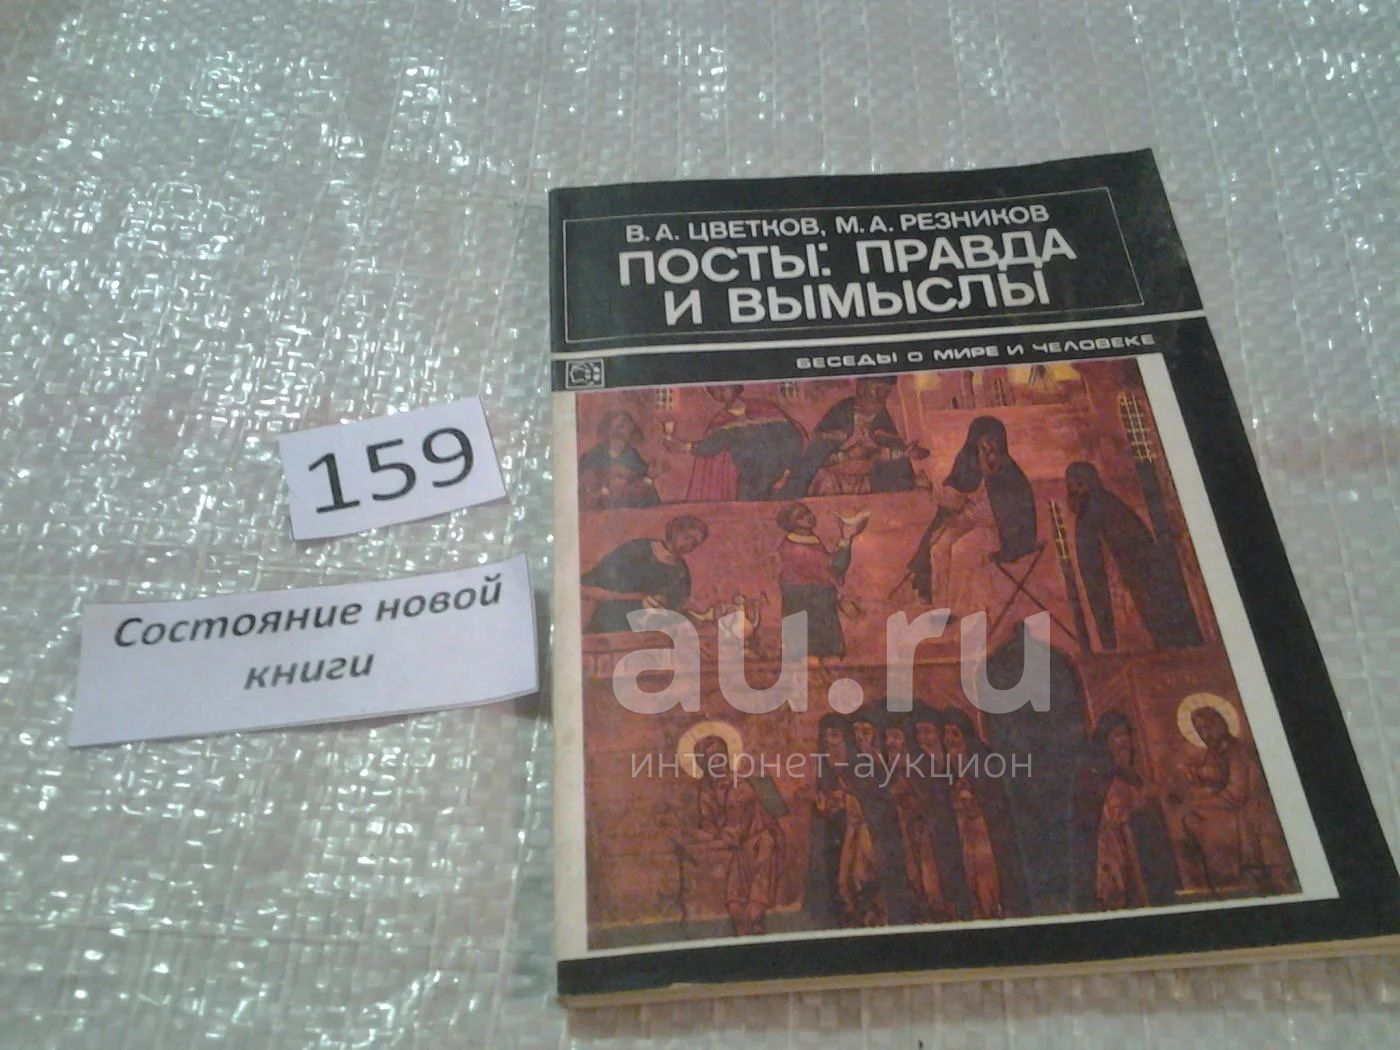 В. А. ЦВЕТКОВ, М. А. РЕЗНИКОВ
ПОСТЫ: ПРАВДА
И ВЫМЫСЛЫ
БЕСЕДЫ О МИРЕ И ЧЕЛОВЕКЕ
159
Состояние новой
книги
au.ru
интернет-аукцион